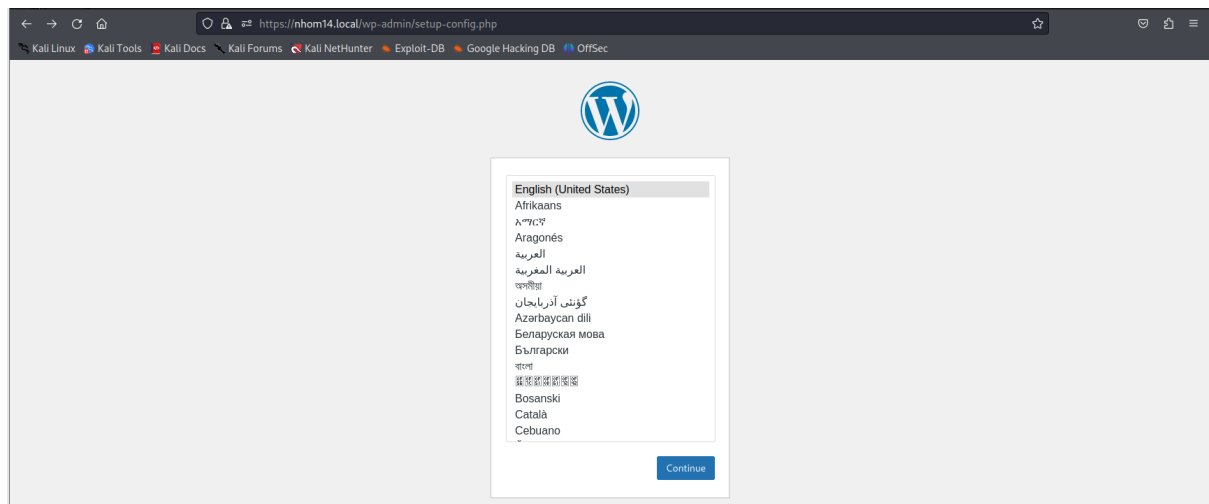 https://nhom14.local/wp-admin/setup-config.php
Kali Linux Kali Tools Kali Docs Kali Forums Kali NetHunter Exploit-DB Google Hacking DB OffSec
English (United States)
Afrikaans
አማርኛ
Aragonés
العربية
العربية المغربية
অসমীয়া
گؤنئی آذربایجان
Azərbaycan dili
Беларуская мова
Български
বাংলা
Bosanski
Català
Cebuano
Continue